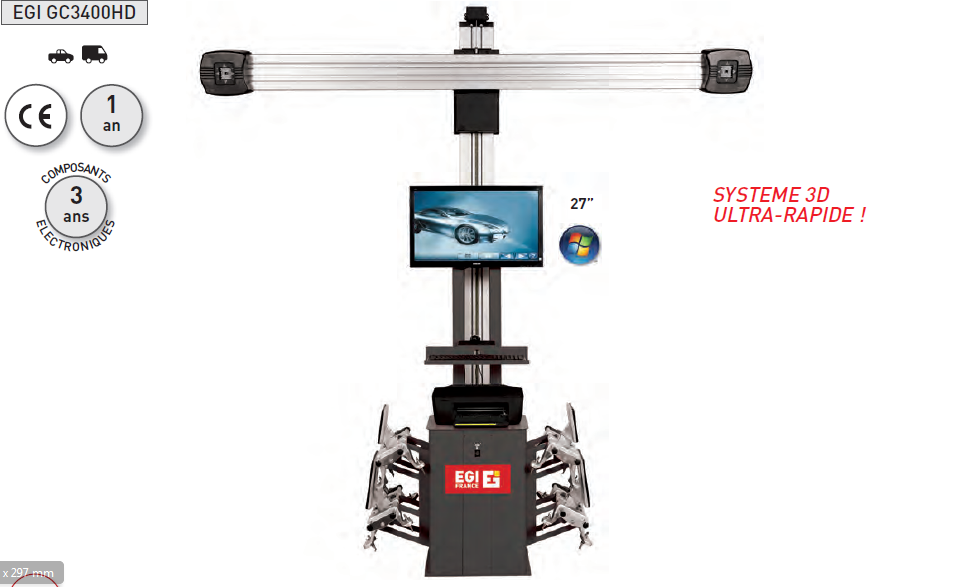 EGI GC3400HD
CE
1
an
COMPOSANTS
3
ans
ELECTRONIQUES
27”
SYSTEME 3D
ULTRA-RAPIDE !
EGI
FRANCE
x 297 mm